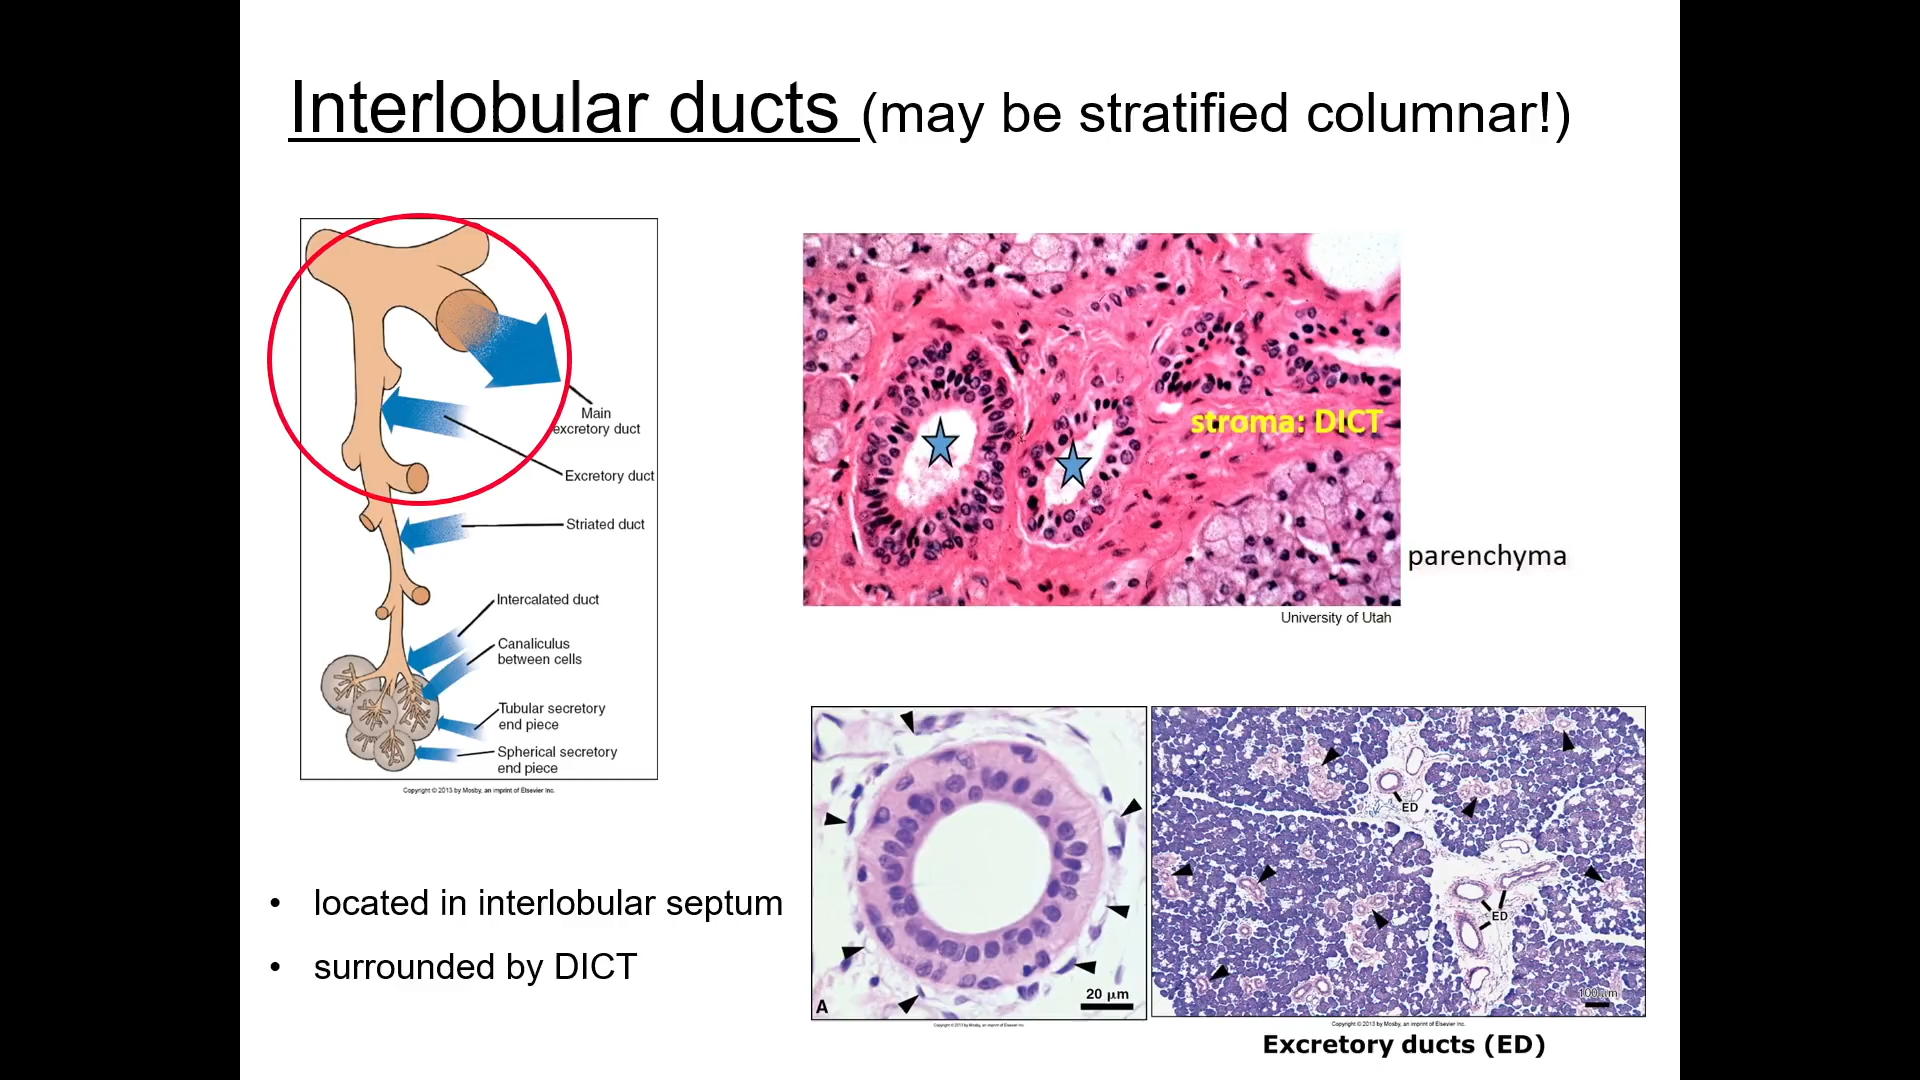 Interlobular ducts (may be stratified columnar!)
Main
excretory duct
Excretory duct
Striated duct
Intercalated duct
Canaliculus
between cells
Tubular secretory
end piece
Spherical secretory
end piece
Copyright © 2013 by Mosby, an imprint of Elsevier Inc.
• located in interlobular septum
• surrounded by DICT
stroma: DICT
parenchyma
University of Utah
A
20 μm
Copyright © 2013 by Mosby, an imprint of Elsevier Inc.
ED
ED
100 μm
Copyright © 2013 by Mosby, an imprint of Elsevier Inc.
Excretory ducts (ED)